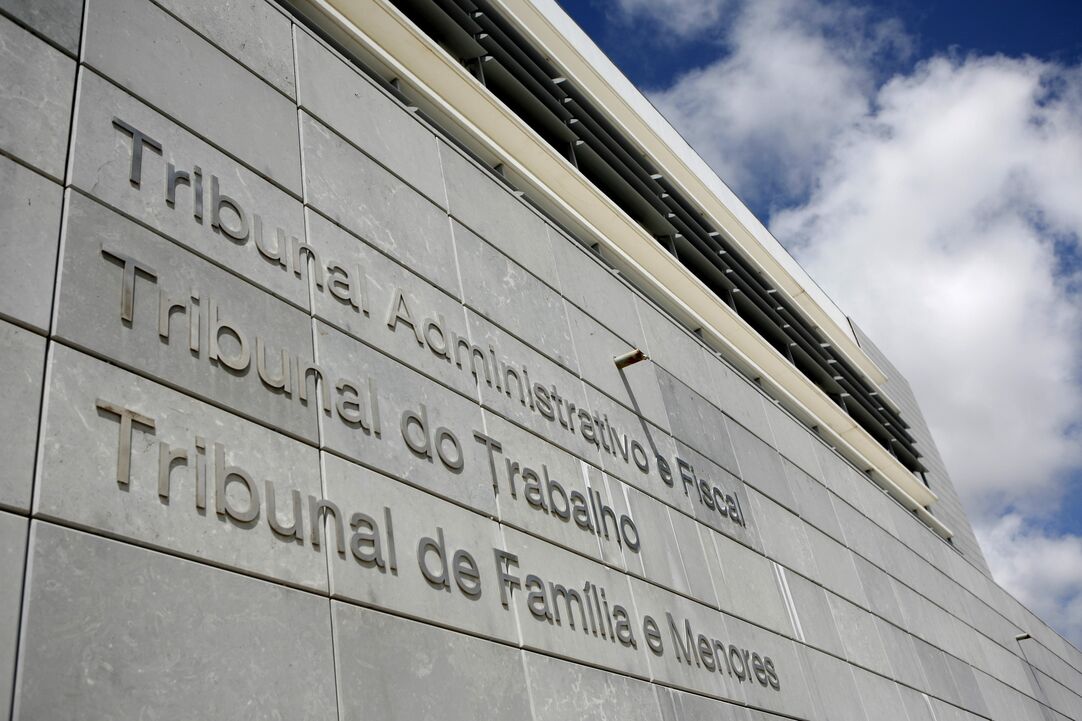 Tribunal Administrativo e Fiscal
Tribunal do Trabalho
Tribunal de Família e Menores